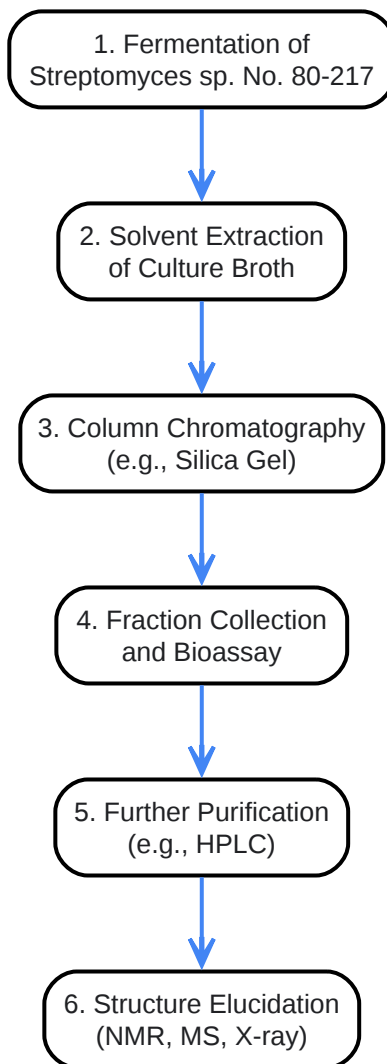 1. Fermentation of
Streptomyces sp. No. 80-217
2. Solvent Extraction
of Culture Broth
3. Column Chromatography
(e.g., Silica Gel)
4. Fraction Collection
and Bioassay
5. Further Purification
(e.g., HPLC)
6. Structure Elucidation
(NMR, MS, X-ray)